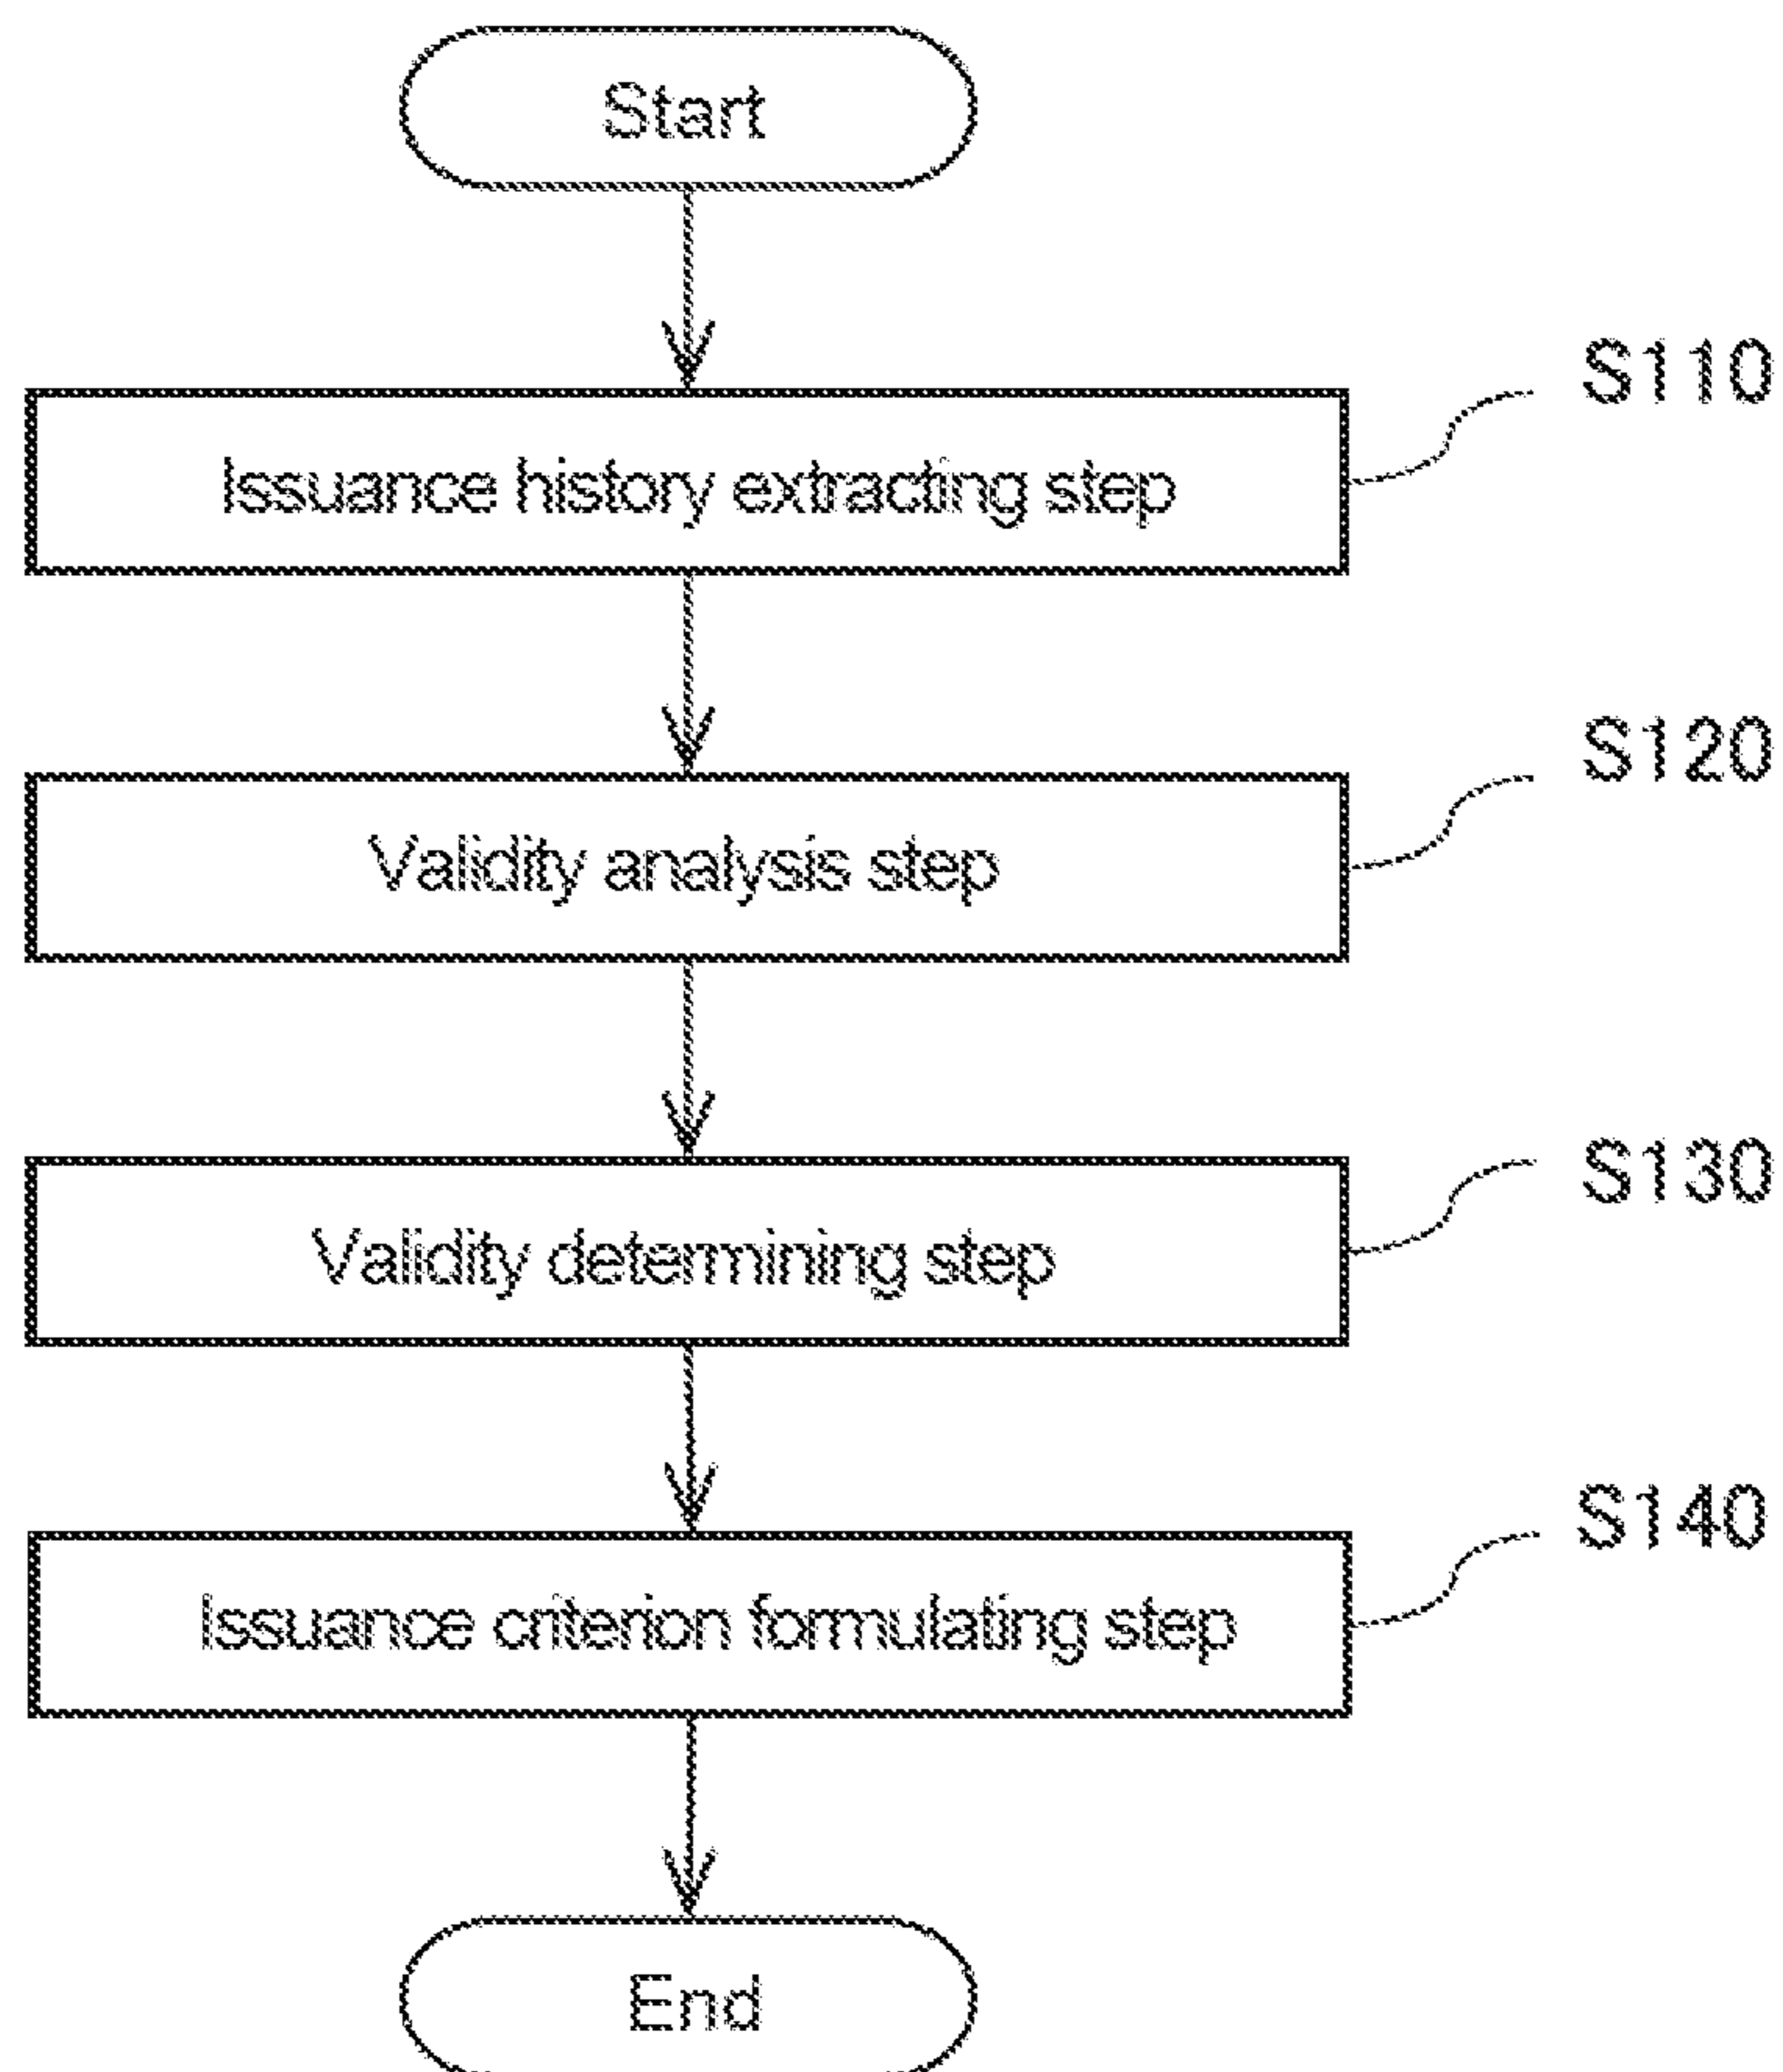 Start
S110
Issuance history extracting step
S120
Validity analysis step
S130
Validity determining step
S140
Issuance criterion formulating step
End